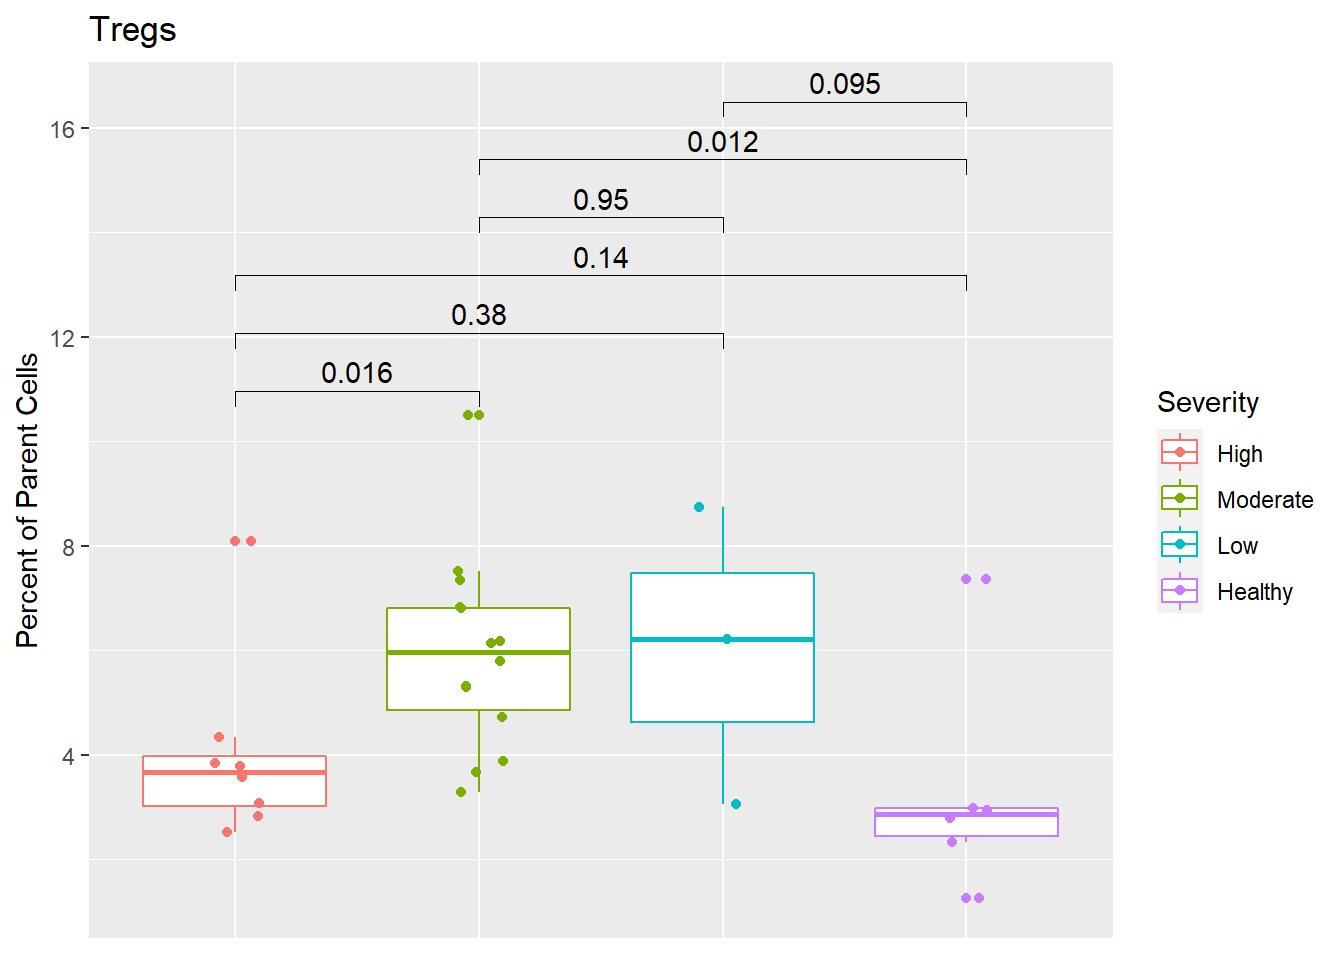 Tregs
0.095
16
0.012
0.95
0.14
0.38
12
0.016
Percent of Parent Cells
8
4
Severity
High
Moderate
Low
Healthy